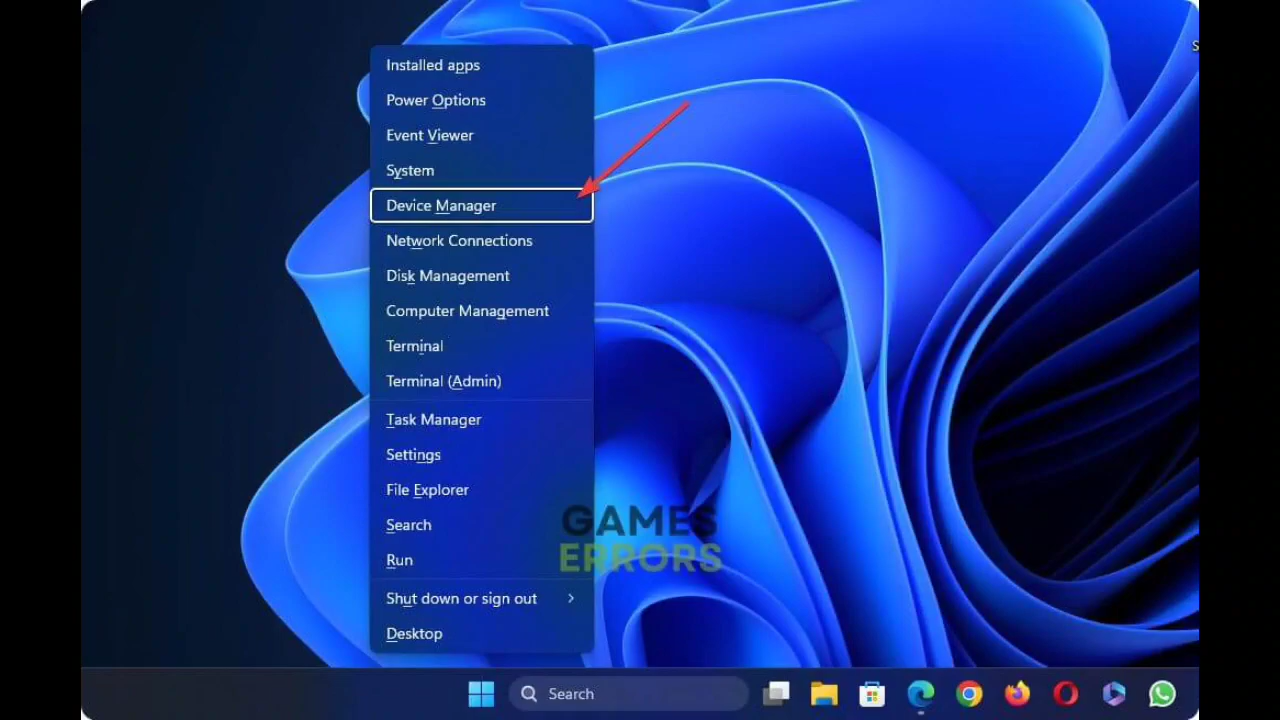 Installed apps
Power Options
Event Viewer
System
Device Manager
Network Connections
Disk Management
Computer Management
Terminal
Terminal (Admin)
Task Manager
Settings
File Explorer
Search
Run
Shut down or sign out
Desktop
GAMES
ERRORS
Search
S